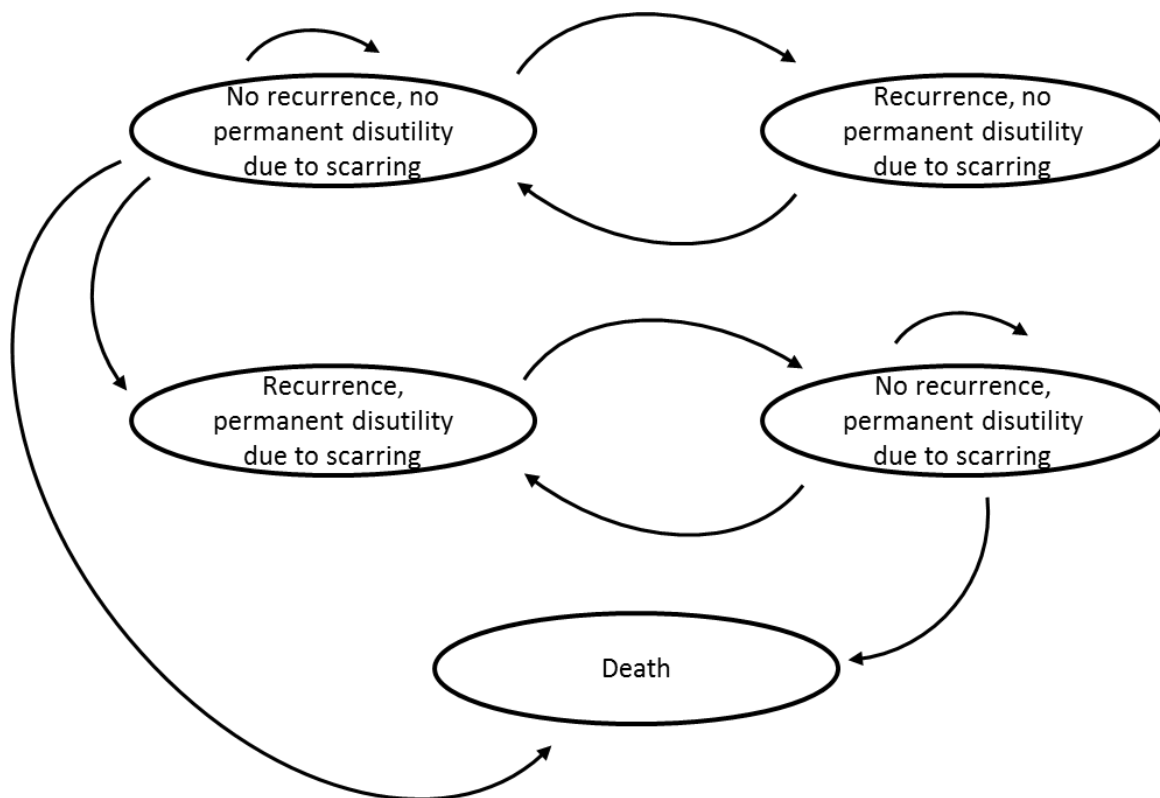 No recurrence, no
permanent disutility
due to scarring
Recurrence, no
permanent disutility
due to scarring
Recurrence,
permanent disutility
due to scarring
No recurrence,
permanent disutility
due to scarring
Death